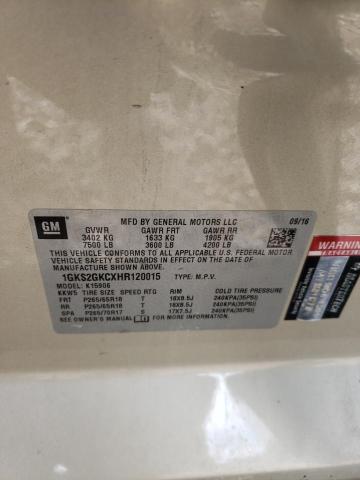 GM
MFD BY GENERAL MOTORS LLC
09/16
GVWR GAWR FRT GAWR RR
3402 KG 1633 KG 1905 KG
7500 LB 3600 LB 4200 LB
THIS VEHICLE CONFORMS TO ALL APPLICABLE U.S. FEDERAL MOTOR
VEHICLE SAFETY STANDARDS IN EFFECT ON THE DATE
OF MANUFACTURE SHOWN ABOVE.
1GKS2GKCXHR120015 TYPE: M.P.V.
MODEL: K15906
KKW5 TIRE SIZE SPEED RTG RIM COLD TIRE PRESSURE
FRT P265/65R18 T 18X8.5J 240KPA(35PSI)
RR P265/65R18 T 18X8.5J 240KPA(35PSI)
SPA P265/70R17 S 17X7.5J 240KPA(35PSI)
SEE OWNER'S MANUAL FOR MORE INFORMATION.
WARNING